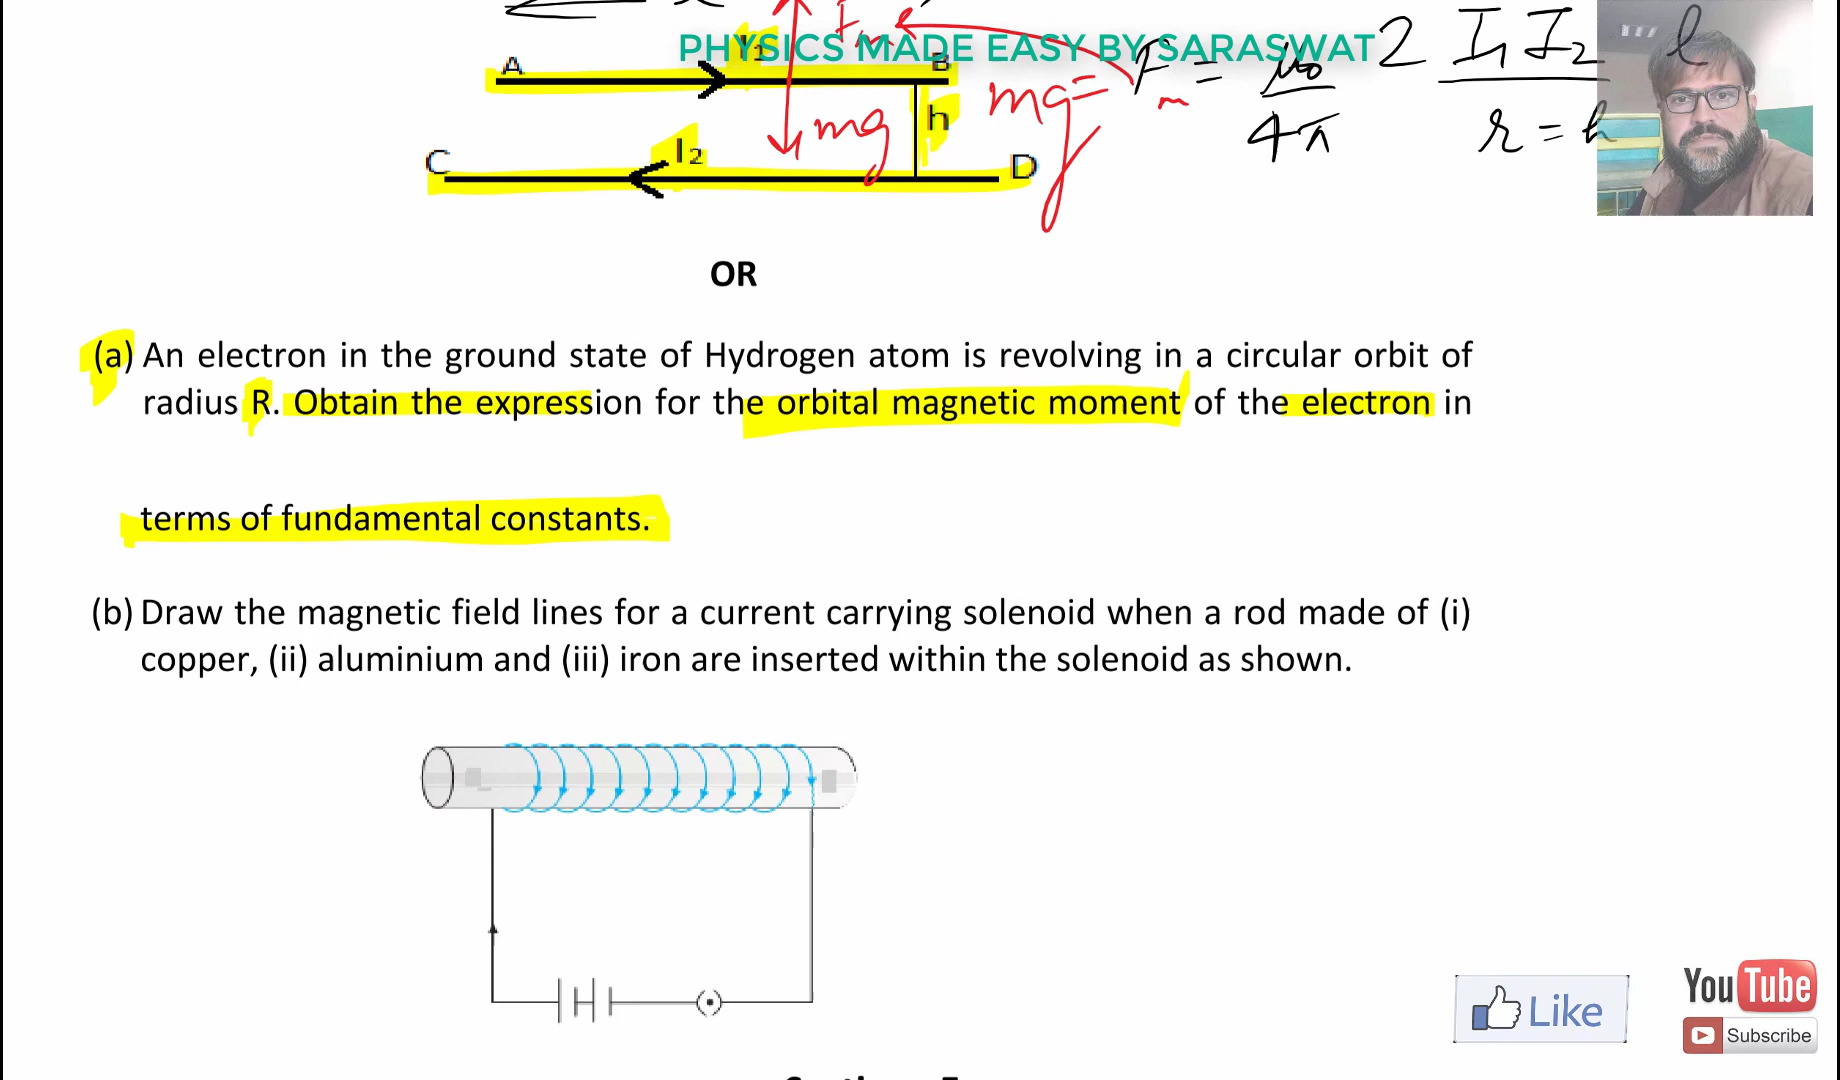 PHYSICS MADE EASY BY SARASWAT
A I₁ B
Fₘ
mg
mg = Fₘ = μ₀/4π 2 I₁ I₂ l / r = h
h
C I₂ D
OR
(a) An electron in the ground state of Hydrogen atom is revolving in a circular orbit of
radius R. Obtain the expression for the orbital magnetic moment of the electron in
terms of fundamental constants.
(b) Draw the magnetic field lines for a current carrying solenoid when a rod made of (i)
copper, (ii) aluminium and (iii) iron are inserted within the solenoid as shown.
Like
YouTube
Subscribe